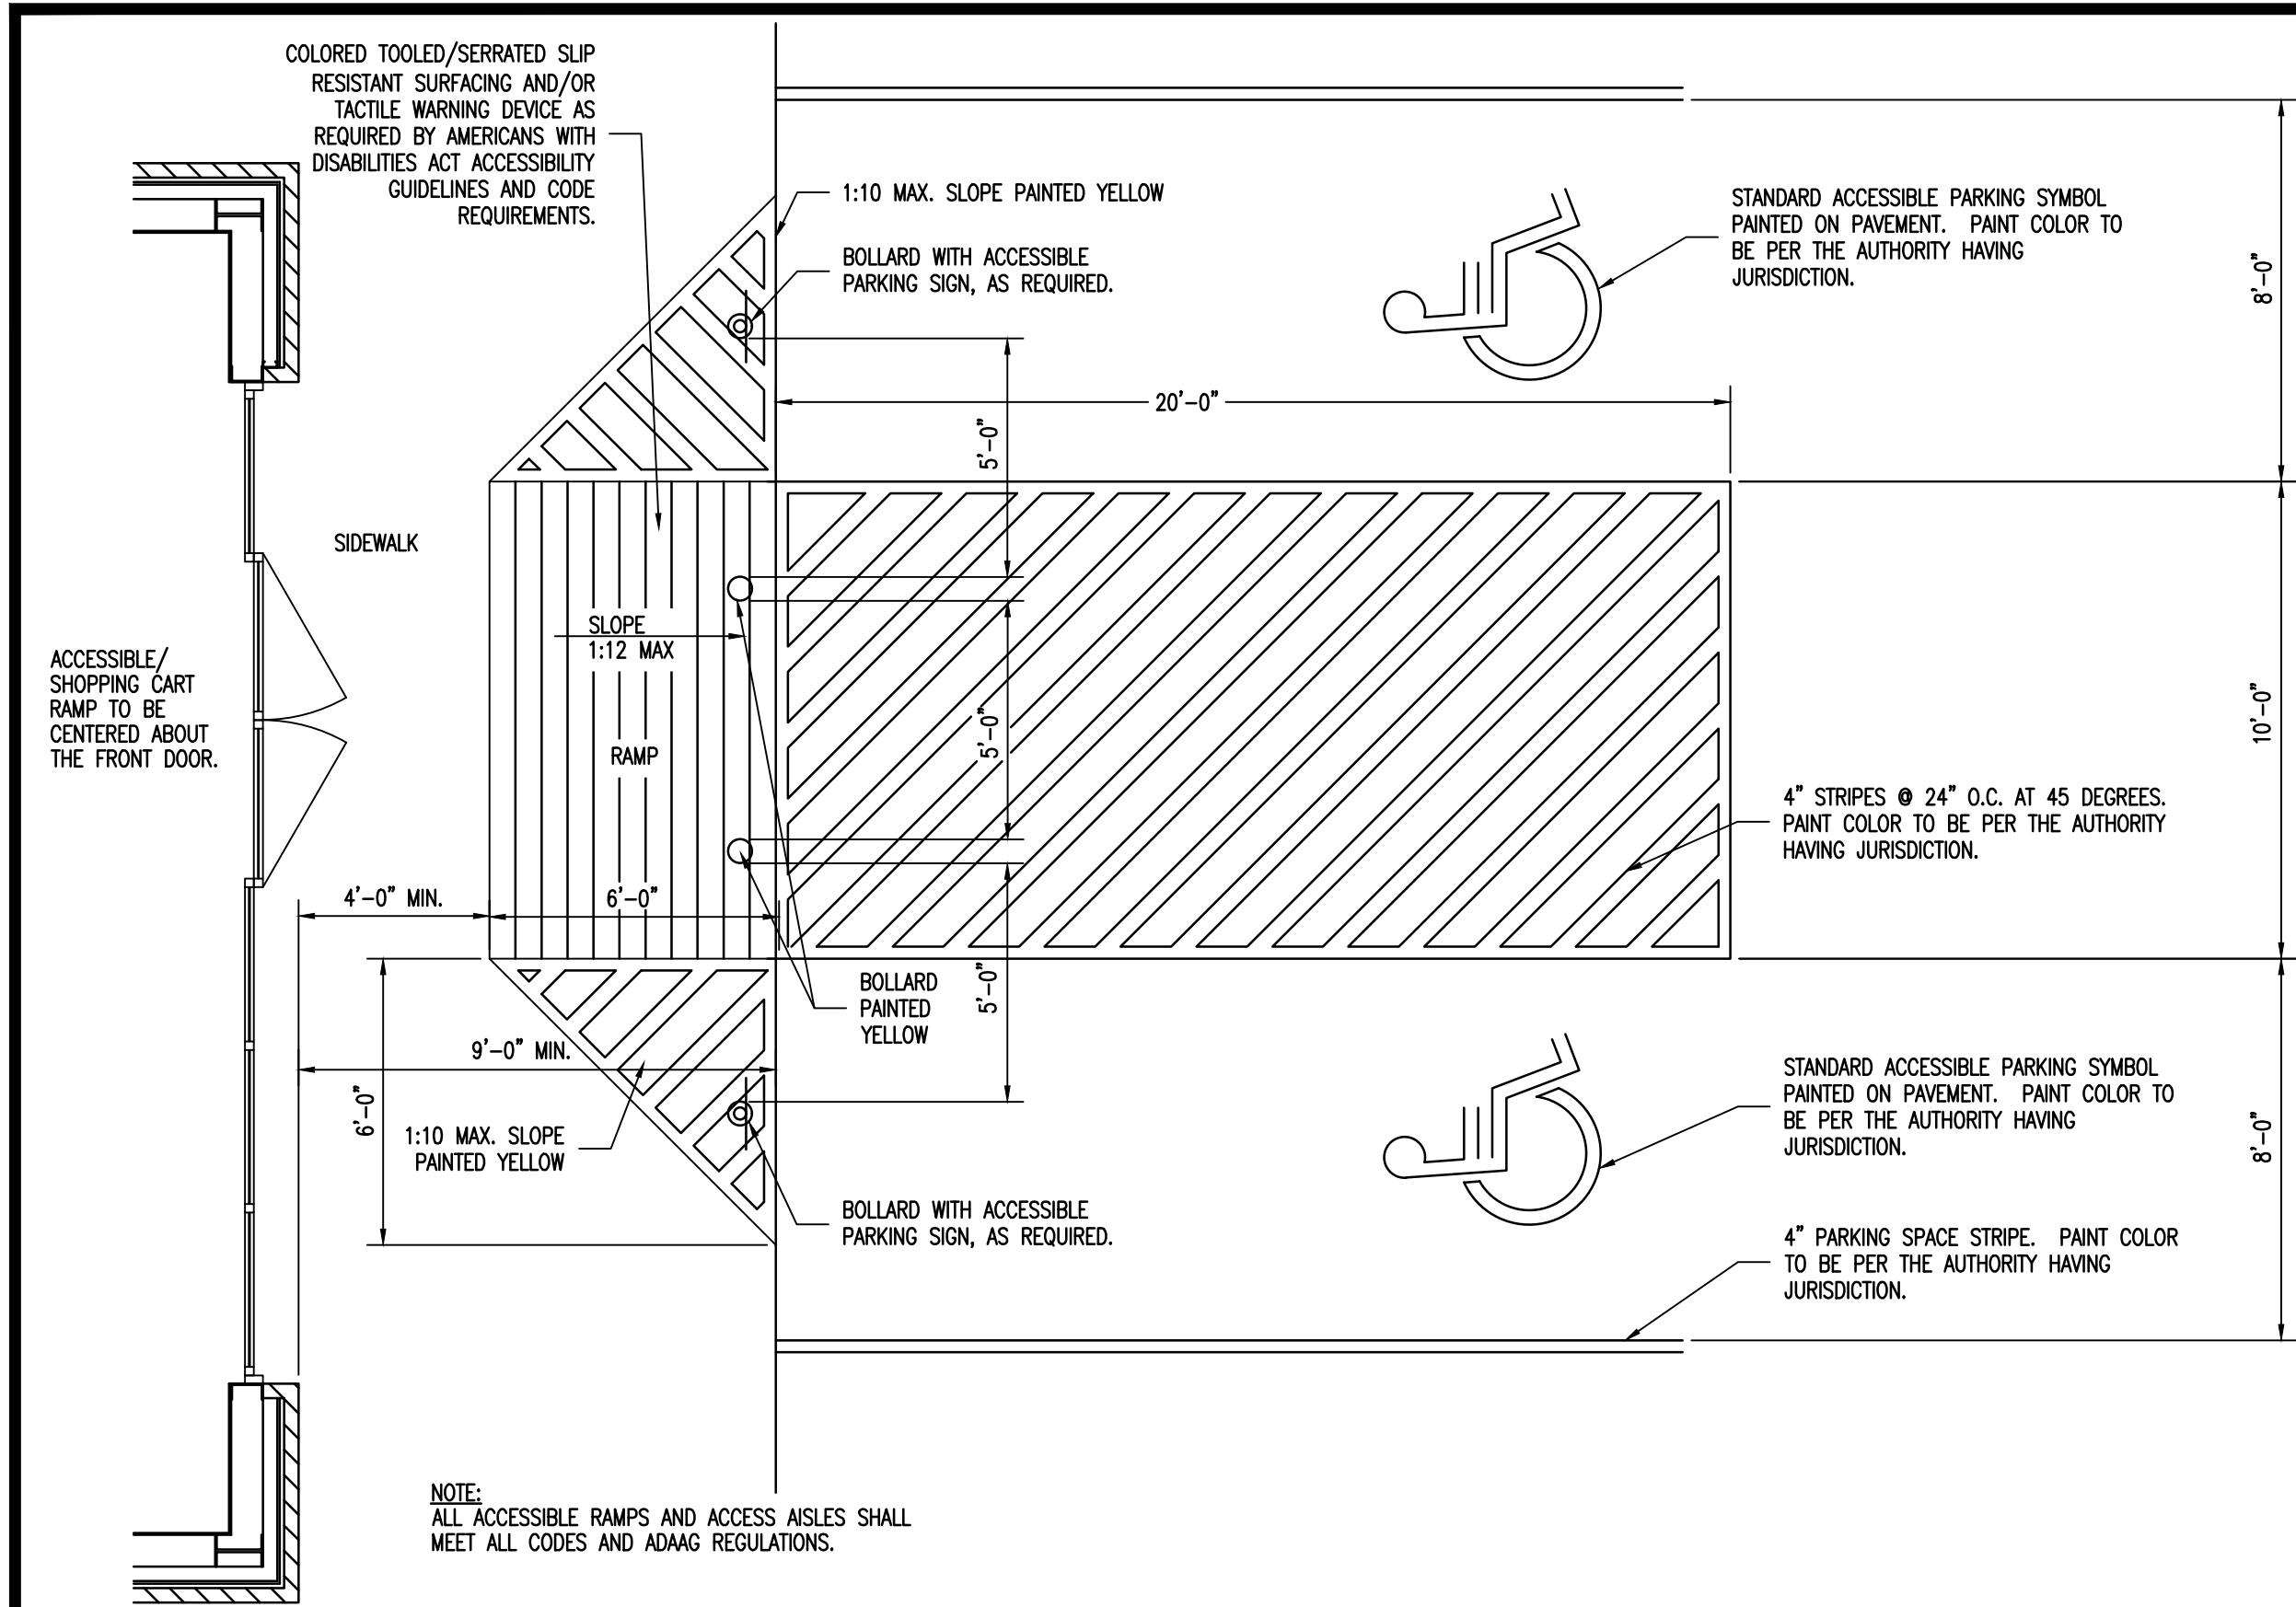 COLORED TOOLED/SERRATED SLIP
RESISTANT SURFACING AND/OR
TACTILE WARNING DEVICE AS
REQUIRED BY AMERICANS WITH
DISABILITIES ACT ACCESSIBILITY
GUIDELINES AND CODE
REQUIREMENTS.
1:10 MAX. SLOPE PAINTED YELLOW
BOLLARD WITH ACCESSIBLE
PARKING SIGN, AS REQUIRED.
STANDARD ACCESSIBLE PARKING SYMBOL
PAINTED ON PAVEMENT. PAINT COLOR TO
BE PER THE AUTHORITY HAVING
JURISDICTION.
8'-0"
20'-0"
5'-0"
SIDEWALK
SLOPE
1:12 MAX
ACCESSIBLE/
SHOPPING CART
RAMP TO BE
CENTERED ABOUT
THE FRONT DOOR.
RAMP
5'-0"
10'-0"
4" STRIPES @ 24" O.C. AT 45 DEGREES.
PAINT COLOR TO BE PER THE AUTHORITY
HAVING JURISDICTION.
4'-0" MIN.
6'-0"
BOLLARD
PAINTED
YELLOW
5'-0"
9'-0" MIN.
6'-0"
1:10 MAX. SLOPE
PAINTED YELLOW
STANDARD ACCESSIBLE PARKING SYMBOL
PAINTED ON PAVEMENT. PAINT COLOR TO
BE PER THE AUTHORITY HAVING
JURISDICTION.
8'-0"
BOLLARD WITH ACCESSIBLE
PARKING SIGN, AS REQUIRED.
4" PARKING SPACE STRIPE. PAINT COLOR
TO BE PER THE AUTHORITY HAVING
JURISDICTION.
NOTE:
ALL ACCESSIBLE RAMPS AND ACCESS AISLES SHALL
MEET ALL CODES AND ADAAG REGULATIONS.